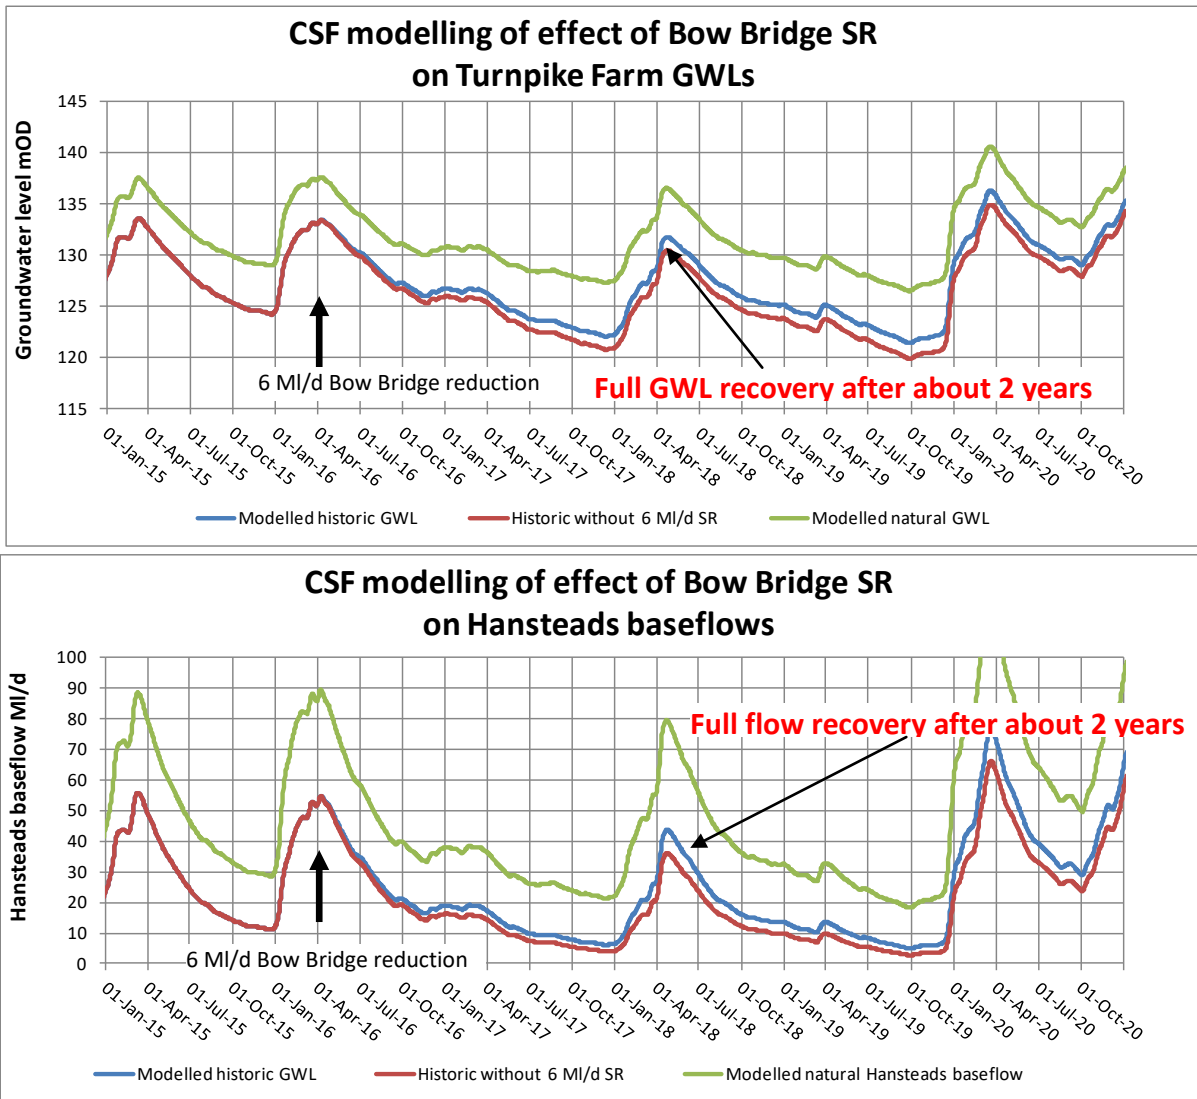 CSF modelling of effect of Bow Bridge SR
on Turnpike Farm GWLs
Groundwater level mOD
145
140
135
130
125
120
115
6 Ml/d Bow Bridge reduction
Full GWL recovery after about 2 years
01-Jan-15
01-Apr-15
01-Jul-15
01-Oct-15
01-Jan-16
01-Apr-16
01-Jul-16
01-Oct-16
01-Jan-17
01-Apr-17
01-Jul-17
01-Oct-17
01-Jan-18
01-Apr-18
01-Jul-18
01-Oct-18
01-Jan-19
01-Apr-19
01-Jul-19
01-Oct-19
01-Jan-20
01-Apr-20
01-Jul-20
01-Oct-20
Modelled historic GWL
Historic without 6 Ml/d SR
Modelled natural GWL
CSF modelling of effect of Bow Bridge SR
on Hansteads baseflows
Hansteads baseflow Ml/d
100
90
80
70
60
50
40
30
20
10
0
Full flow recovery after about 2 years
6 Ml/d Bow Bridge reduction
01-Jan-15
01-Apr-15
01-Jul-15
01-Oct-15
01-Jan-16
01-Apr-16
01-Jul-16
01-Oct-16
01-Jan-17
01-Apr-17
01-Jul-17
01-Oct-17
01-Jan-18
01-Apr-18
01-Jul-18
01-Oct-18
01-Jan-19
01-Apr-19
01-Jul-19
01-Oct-19
01-Jan-20
01-Apr-20
01-Jul-20
01-Oct-20
Modelled historic GWL
Historic without 6 Ml/d SR
Modelled natural Hansteads baseflow